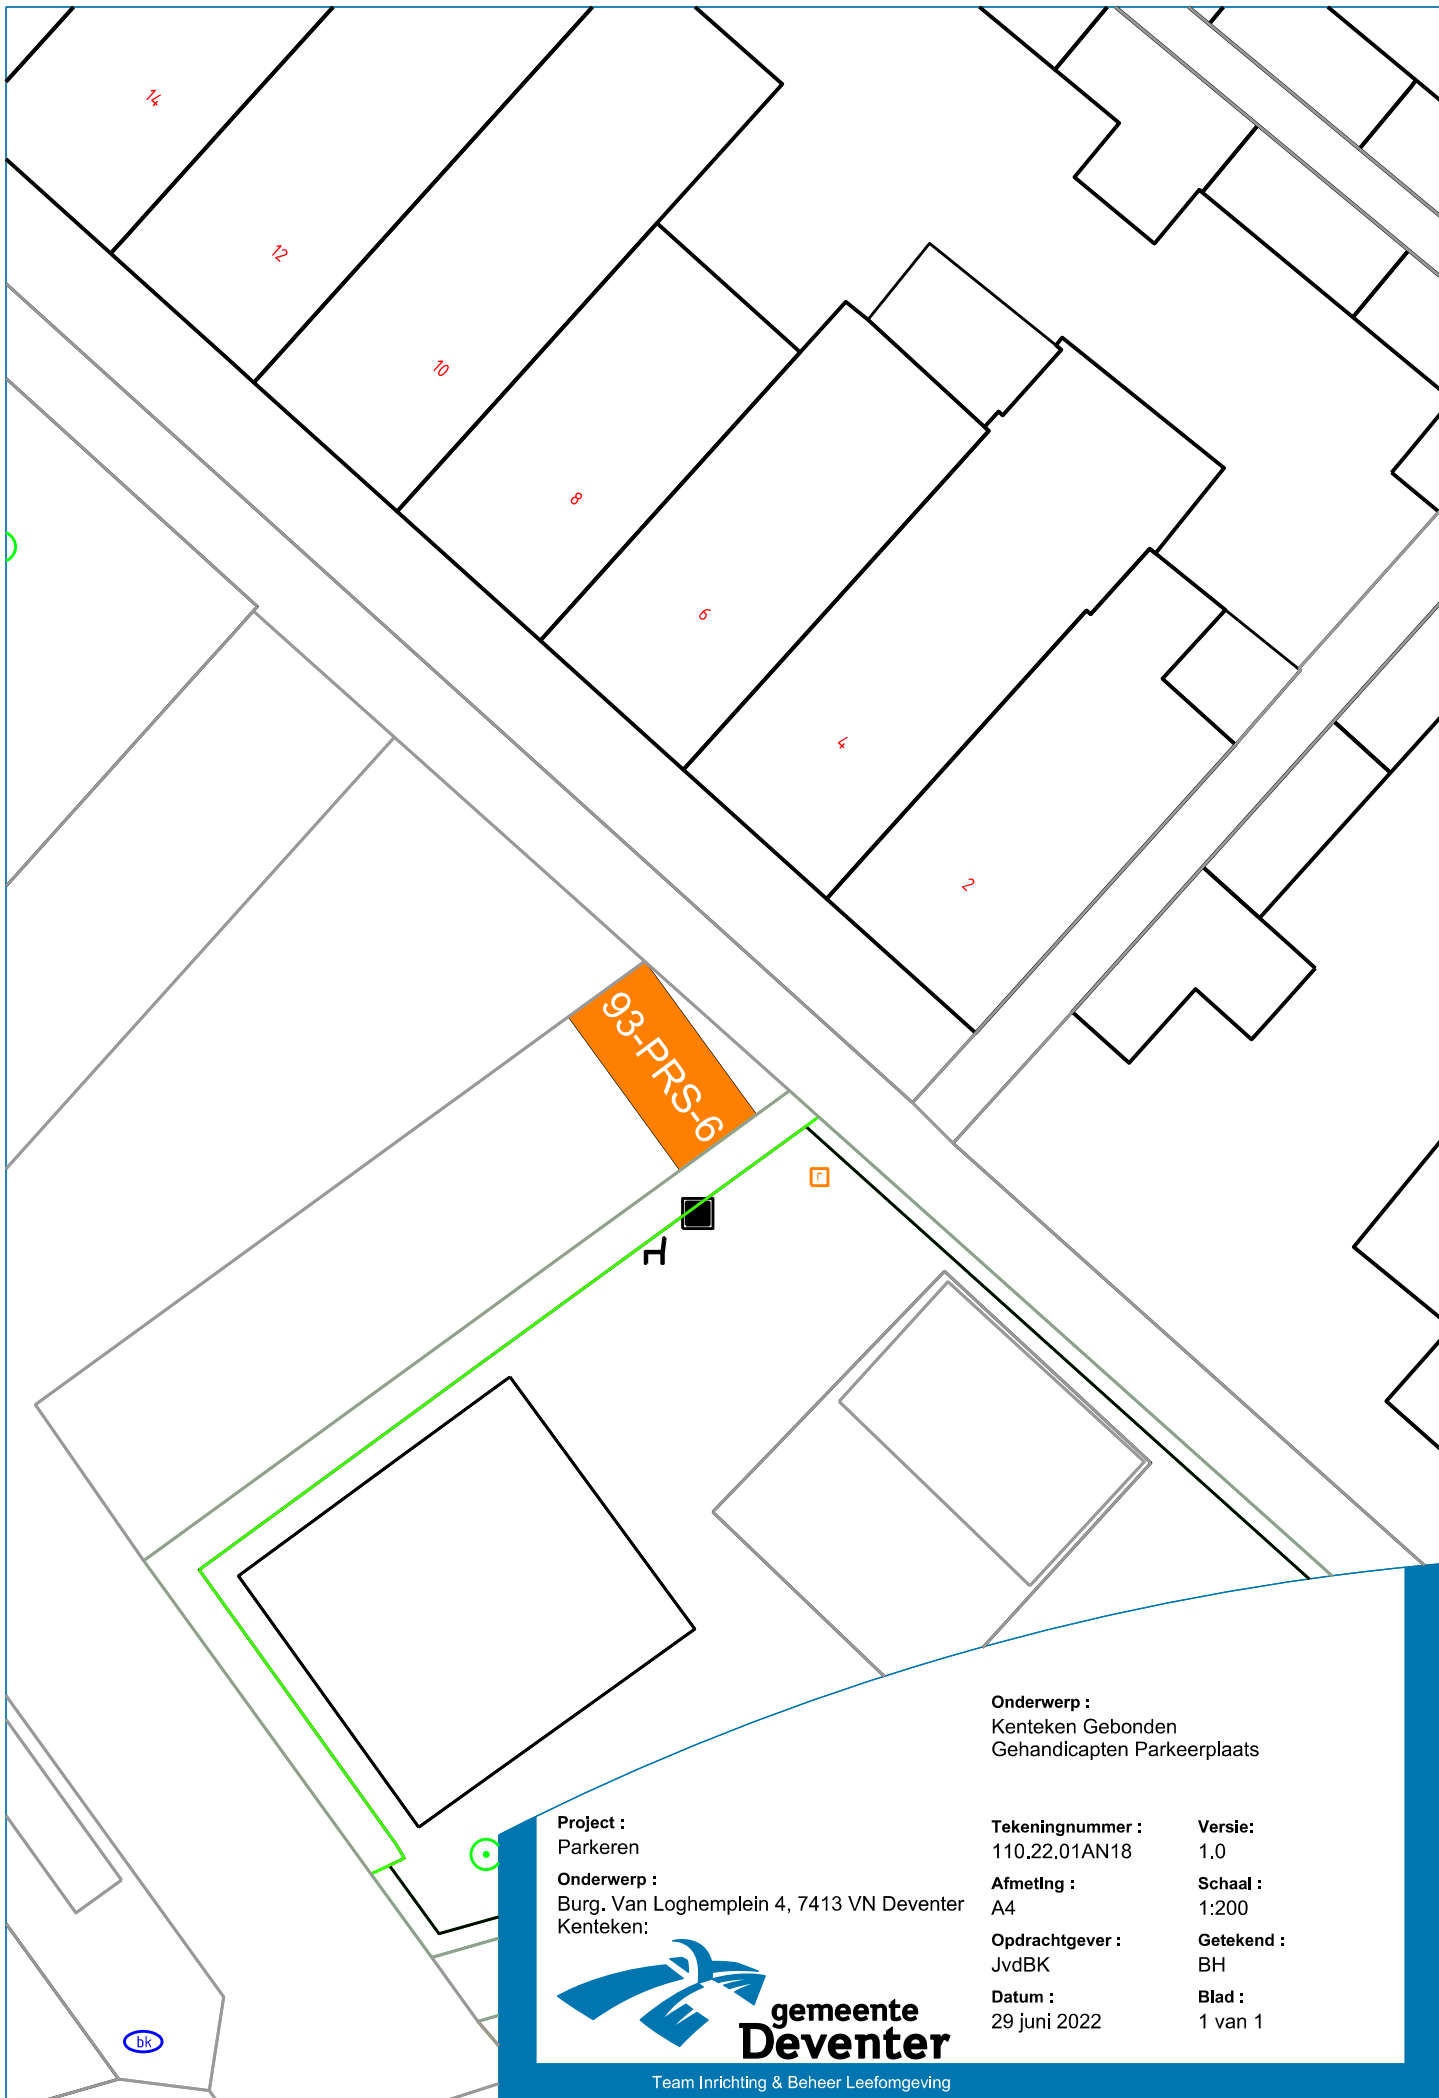 14
12
10
8
6
4
2
93-PRS-6
bk
Onderwerp :
Kenteken Gebonden
Gehandicapten Parkeerplaats
Project :
Parkeren
Onderwerp :
Burg. Van Loghemplein 4, 7413 VN Deventer
Kenteken:
Tekeningnummer :
110.22.01AN18
Versie:
1.0
Afmeting :
A4
Schaal :
1:200
Opdrachtgever :
JvdBK
Getekend :
BH
Datum :
29 juni 2022
Blad :
1 van 1
gemeente
Deventer
Team Inrichting & Beheer Leefomgeving